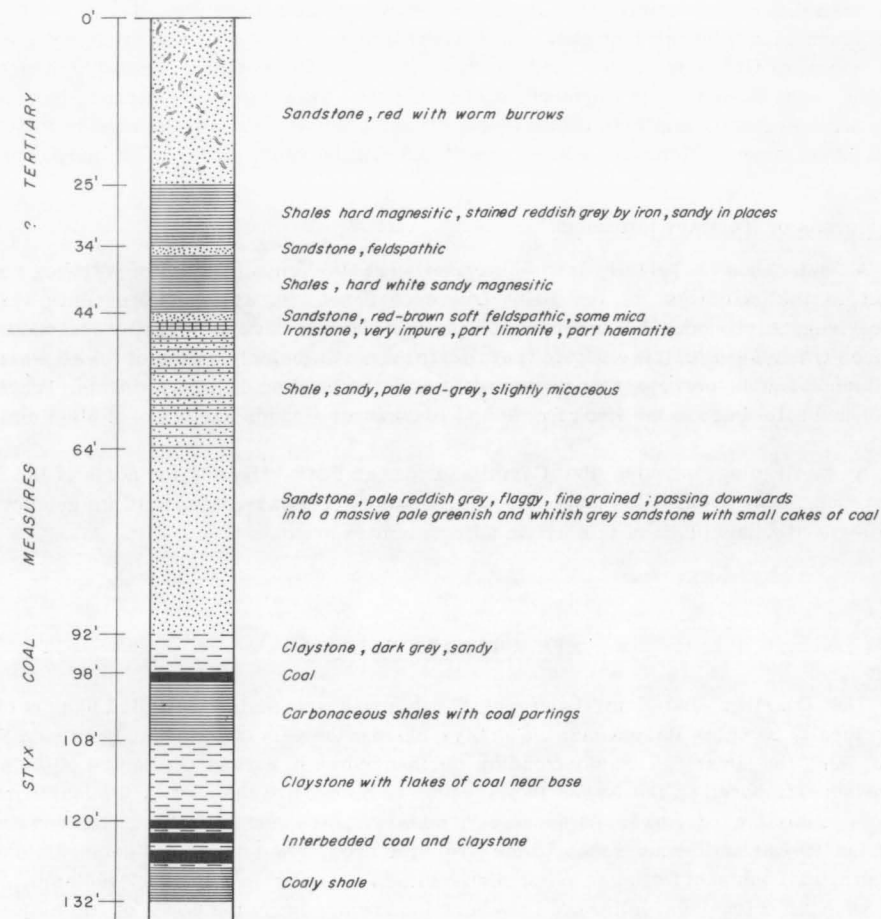 0'
Sandstone, red with worm burrows
? TERTIARY
25'
Shales hard magnesitic, stained reddish grey by iron, sandy in places
34'
Sandstone, feldspathic
Shales, hard white sandy magnesitic
44'
Sandstone, red-brown soft feldspathic, some mica
Ironstone, very impure, part limonite, part haematite
Shale, sandy, pale red-grey, slightly micaceous
64'
Sandstone, pale reddish grey, flaggy, fine grained; passing downwards
into a massive pale greenish and whitish grey sandstone with small cakes of coal
STYX COAL MEASURES
92'
Claystone, dark grey, sandy
98'
Coal
Carbonaceous shales with coal partings
108'
Claystone with flakes of coal near base
120'
Interbedded coal and claystone
Coaly shale
132'